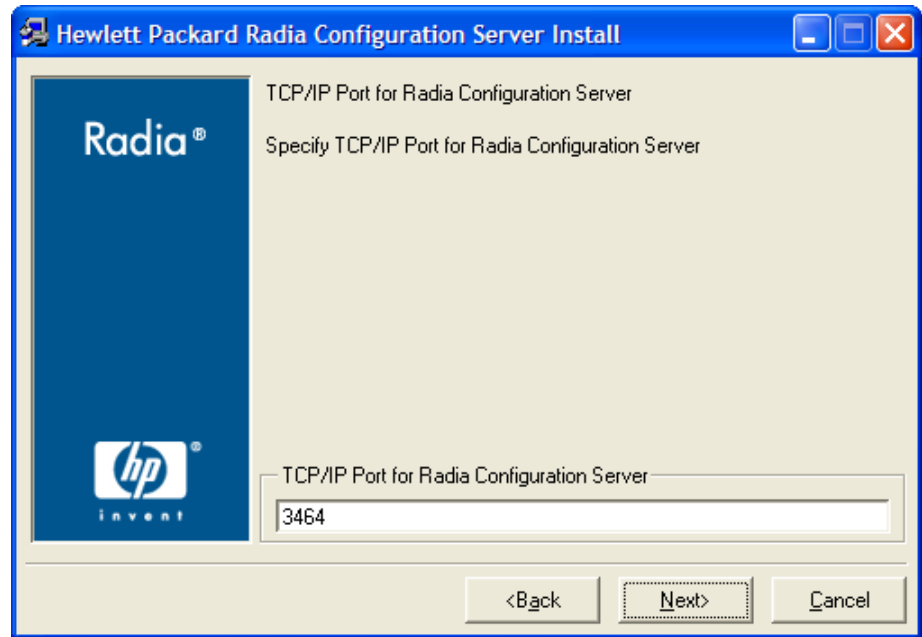 Hewlett Packard Radia Configuration Server Install
Radia®
TCP/IP Port for Radia Configuration Server
Specify TCP/IP Port for Radia Configuration Server
hp®
invent
TCP/IP Port for Radia Configuration Server
3464
<Back
Next>
Cancel